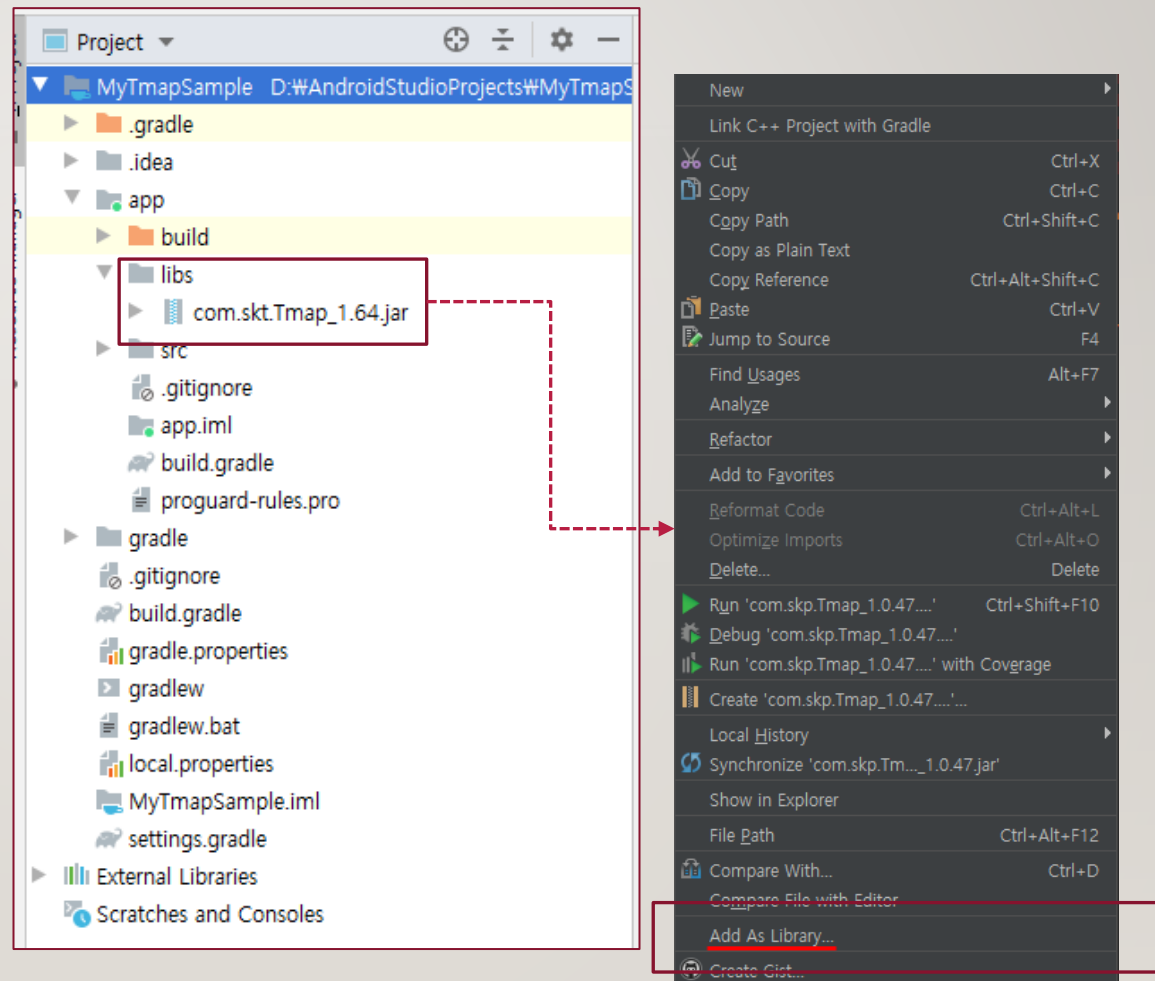 Project
MyTmapSample D:₩AndroidStudioProjects₩MyTmapS
.gradle
.idea
app
build
libs
com.skt.Tmap_1.64.jar
src
.gitignore
app.iml
build.gradle
proguard-rules.pro
gradle
.gitignore
build.gradle
gradle.properties
gradlew
gradlew.bat
local.properties
MyTmapSample.iml
settings.gradle
External Libraries
Scratches and Consoles
New
Link C++ Project with Gradle
Cut Ctrl+X
Copy Ctrl+C
Copy Path Ctrl+Shift+C
Copy as Plain Text
Copy Reference Ctrl+Alt+Shift+C
Paste Ctrl+V
Jump to Source F4
Find Usages Alt+F7
Analyze
Refactor
Add to Favorites
Reformat Code Ctrl+Alt+L
Optimize Imports Ctrl+Alt+O
Delete... Delete
Run 'com.skp.Tmap_1.0.47....' Ctrl+Shift+F10
Debug 'com.skp.Tmap_1.0.47....'
Run 'com.skp.Tmap_1.0.47....' with Coverage
Create 'com.skp.Tmap_1.0.47....'...
Local History
Synchronize 'com.skp.Tm..._1.0.47.jar'
Show in Explorer
File Path Ctrl+Alt+F12
Compare With... Ctrl+D
Compare File with Editor
Add As Library...
Create Gist...